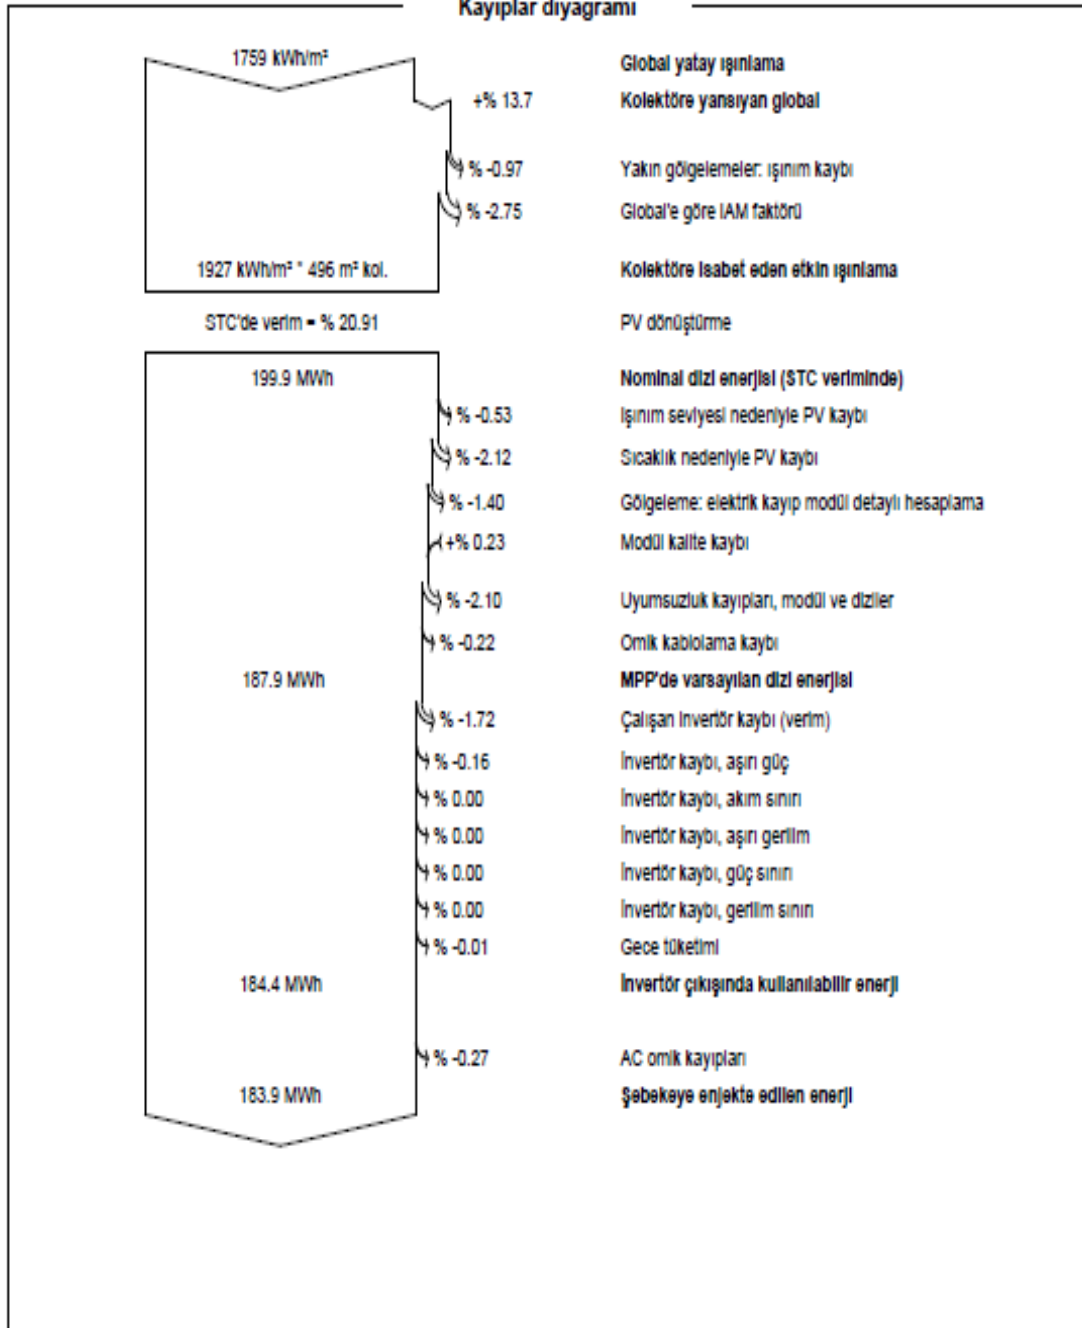 Kayıplar diyagramı
1759 kWh/m² Global yatay ışınlama
+% 13.7 Kolektöre yansıyan global
% -0.97 Yakın gölgelemeler: ışınım kaybı
% -2.75 Global'e göre IAM faktörü
1927 kWh/m² * 496 m² kol. Kolektöre isabet eden etkin ışınlama
STC'de verim = % 20.91 PV dönüştürme
199.9 MWh Nominal dizi enerjisi (STC veriminde)
% -0.53 Işınım seviyesi nedeniyle PV kaybı
% -2.12 Sıcaklık nedeniyle PV kaybı
% -1.40 Gölgeleme: elektrik kayıp modül detaylı hesaplama
+% 0.23 Modül kalite kaybı
% -2.10 Uyumsuzluk kayıpları, modül ve diziler
% -0.22 Omik kablolama kaybı
187.9 MWh MPP'de varsayılan dizi enerjisi
% -1.72 Çalışan invertör kaybı (verim)
% -0.16 İnvertör kaybı, aşırı güç
% 0.00 İnvertör kaybı, akım sınırı
% 0.00 İnvertör kaybı, aşırı gerilim
% 0.00 İnvertör kaybı, güç sınırı
% 0.00 İnvertör kaybı, gerilim sınırı
% -0.01 Gece tüketimi
184.4 MWh İnvertör çıkışında kullanılabilir enerji
% -0.27 AC omik kayıpları
183.9 MWh Şebekeye enjekte edilen enerji